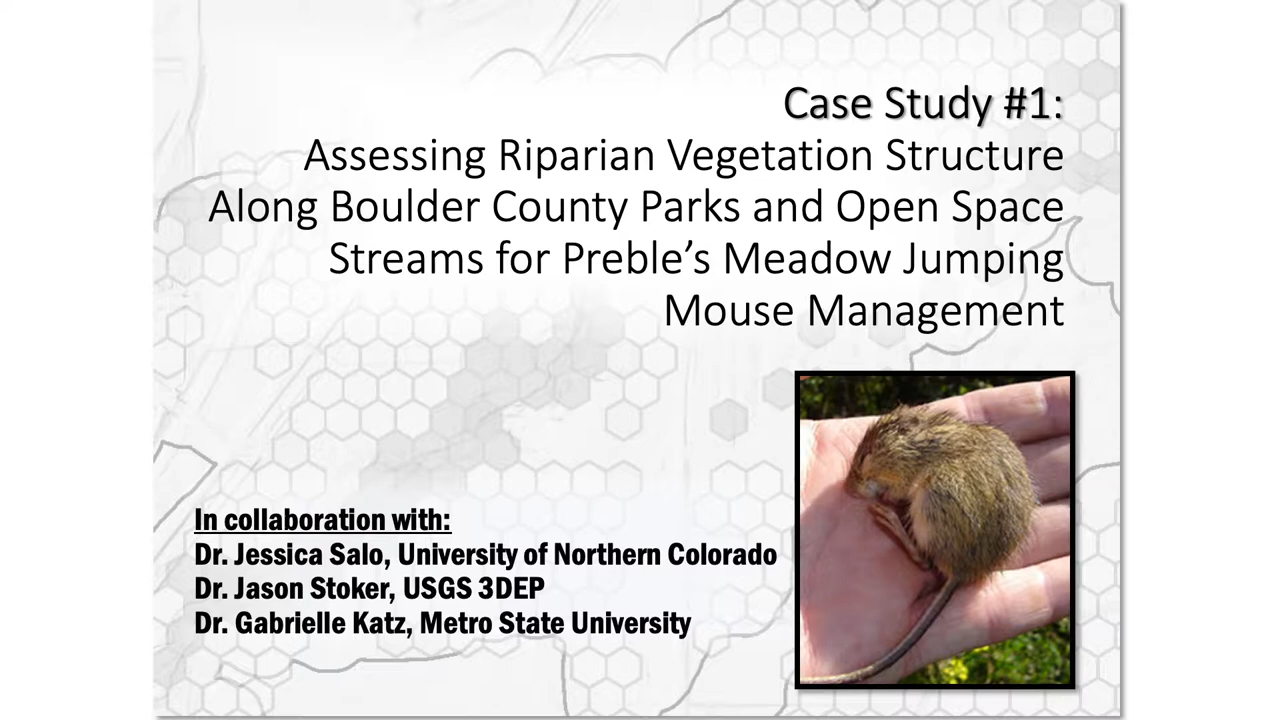 Case Study #1:
Assessing Riparian Vegetation Structure
Along Boulder County Parks and Open Space
Streams for Preble’s Meadow Jumping
Mouse Management
In collaboration with:
Dr. Jessica Salo, University of Northern Colorado
Dr. Jason Stoker, USGS 3DEP
Dr. Gabrielle Katz, Metro State University